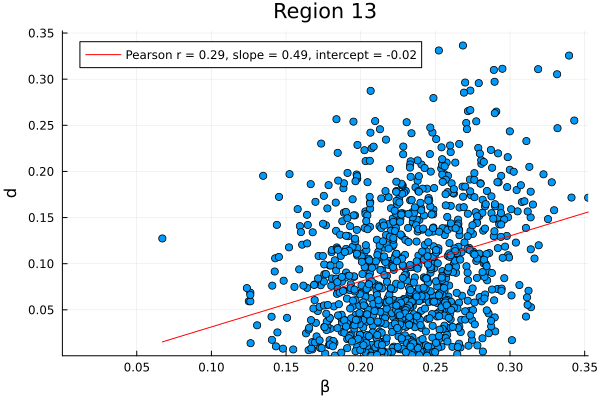 Region 13
Pearson r = 0.29, slope = 0.49, intercept = -0.02
0.35
0.30
0.25
0.20
0.15
0.10
0.05
d
0.05 0.10 0.15 0.20 0.25 0.30 0.35
β